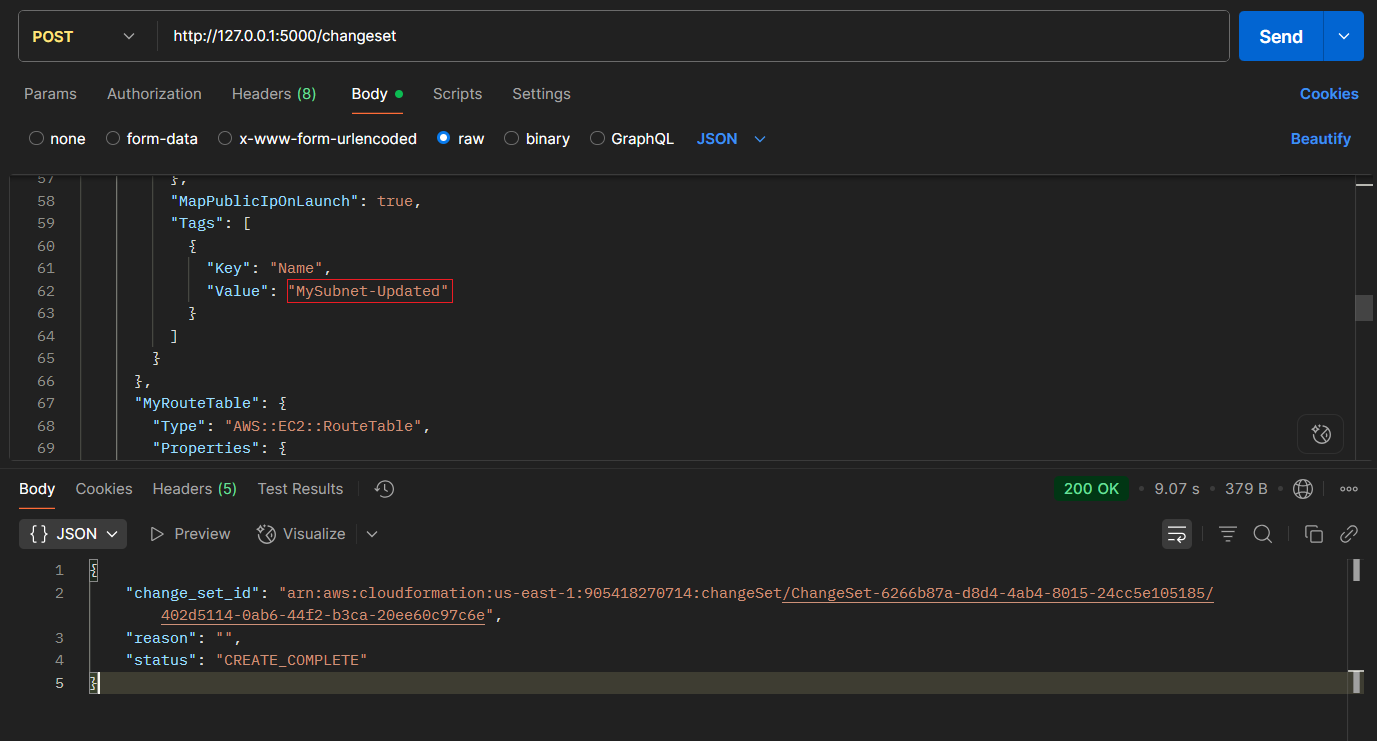 POST http://127.0.0.1:5000/changeset Send
Params Authorization Headers (8) Body Scripts Settings Cookies
none form-data x-www-form-urlencoded raw binary GraphQL JSON Beautify
57 },
58 "MapPublicIpOnLaunch": true,
59 "Tags": [
60 {
61 "Key": "Name",
62 "Value": "MySubnet-Updated"
63 }
64 ]
65 }
66 },
67 "MyRouteTable": {
68 "Type": "AWS::EC2::RouteTable",
69 "Properties": {
Body Cookies Headers (5) Test Results 200 OK • 9.07 s • 379 B •
{} JSON Preview Visualize
1 {
2 "change_set_id": "arn:aws:cloudformation:us-east-1:905418270714:changeSet/ChangeSet-6266b87a-d8d4-4ab4-8015-24cc5e105185/
402d5114-0ab6-44f2-b3ca-20ee60c97c6e",
3 "reason": "",
4 "status": "CREATE_COMPLETE"
5 }